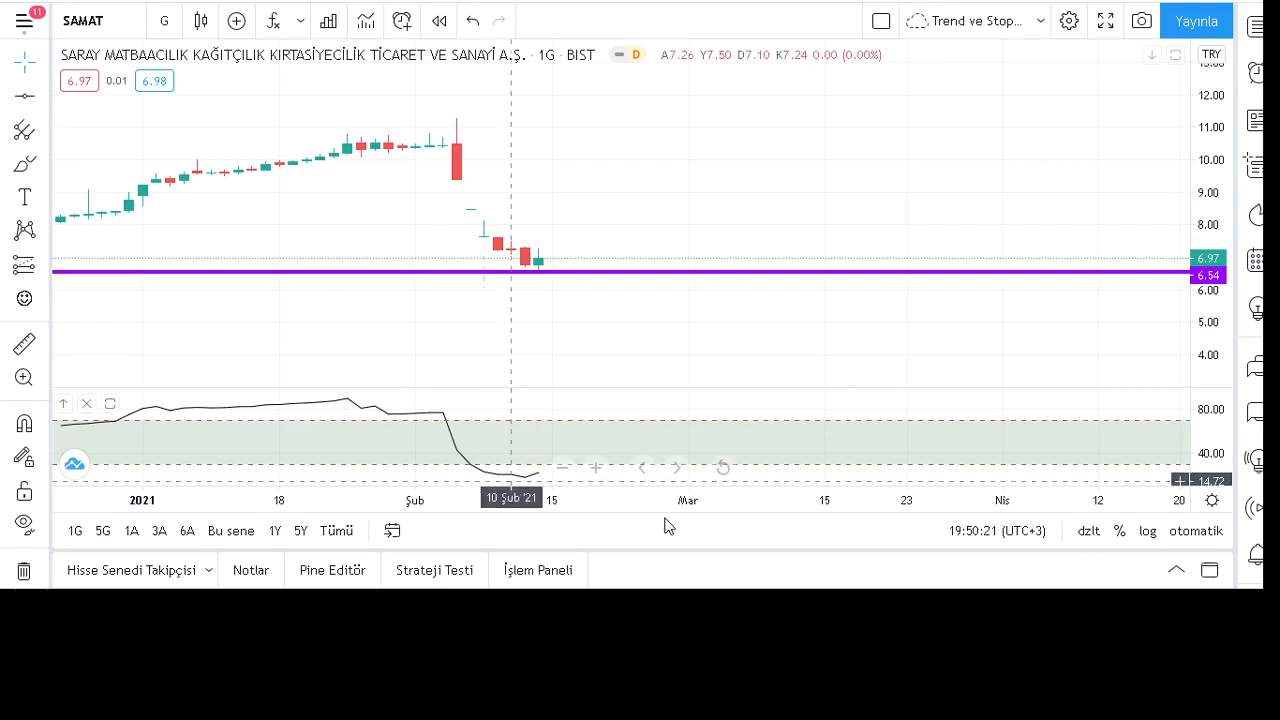 11
SAMAT
G
Trend ve Stop...
Yayınla
SARAY MATBAACILIK KAĞITÇILIK KIRTASİYECİLİK TİCARET VE SANAYİ A.Ş. · 1G · BIST
D
A7.26 Y7.50 D7.10 K7.24 0.00 (0.00%)
TRY
6.97
0.01
6.98
12.00
11.00
10.00
9.00
8.00
6.97
6.54
6.00
5.00
4.00
80.00
40.00
14.72
2021
18
Şub
10 Şub '21
15
Mar
15
23
Nis
12
20
1G
5G
1A
3A
6A
Bu sene
1Y
5Y
Tümü
19:50:21 (UTC+3)
dzlt
%
log
otomatik
Hisse Senedi Takipçisi
Notlar
Pine Editör
Strateji Testi
İşlem Paneli